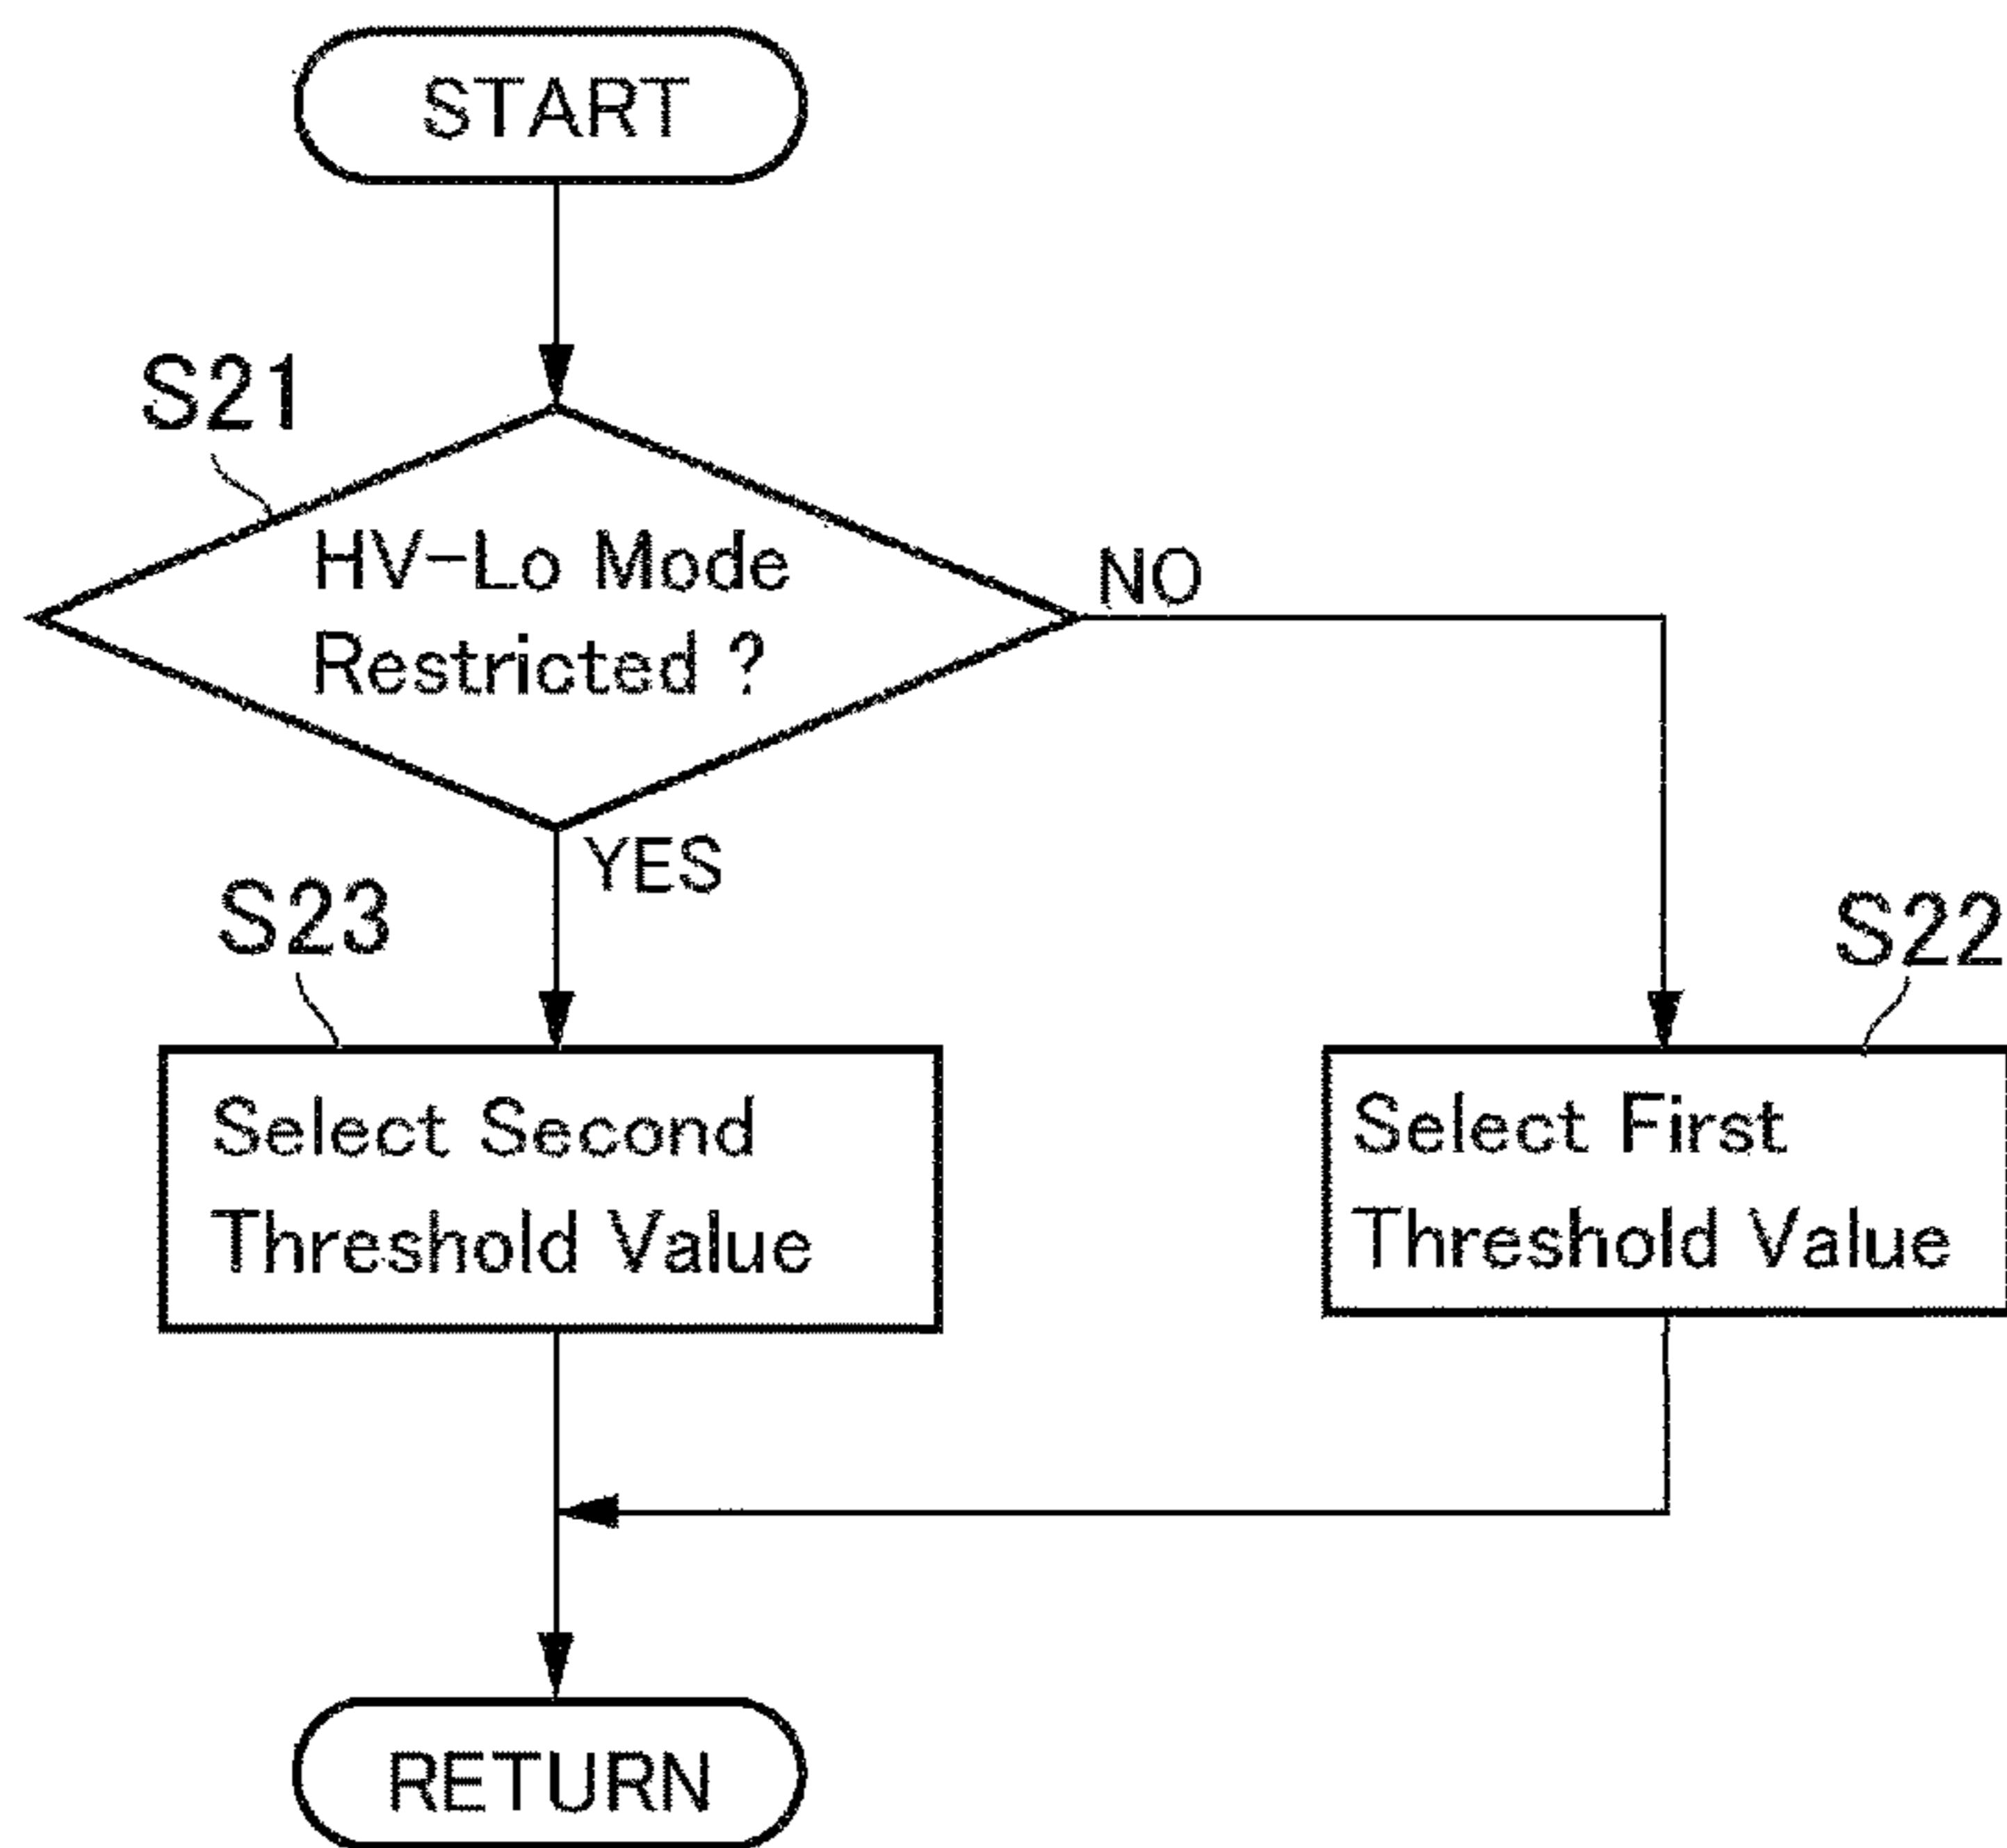 START
S21
HV-Lo Mode
Restricted ?
NO
YES
S23
S22
Select Second
Threshold Value
Select First
Threshold Value
RETURN